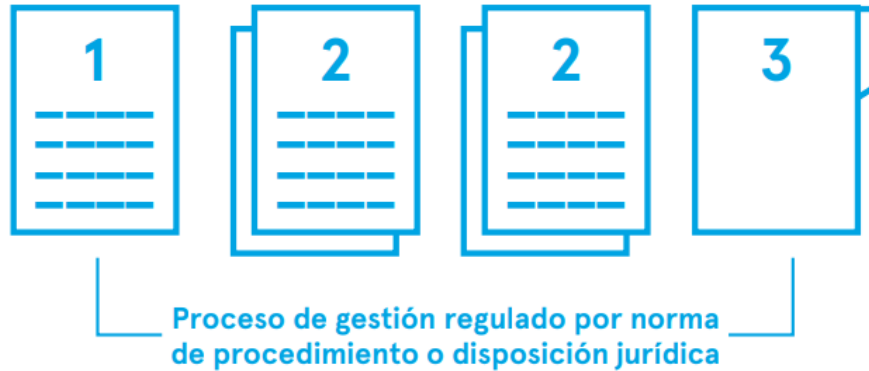 1 2 2 3
Proceso de gestión regulado por norma
de procedimiento o disposición jurídica